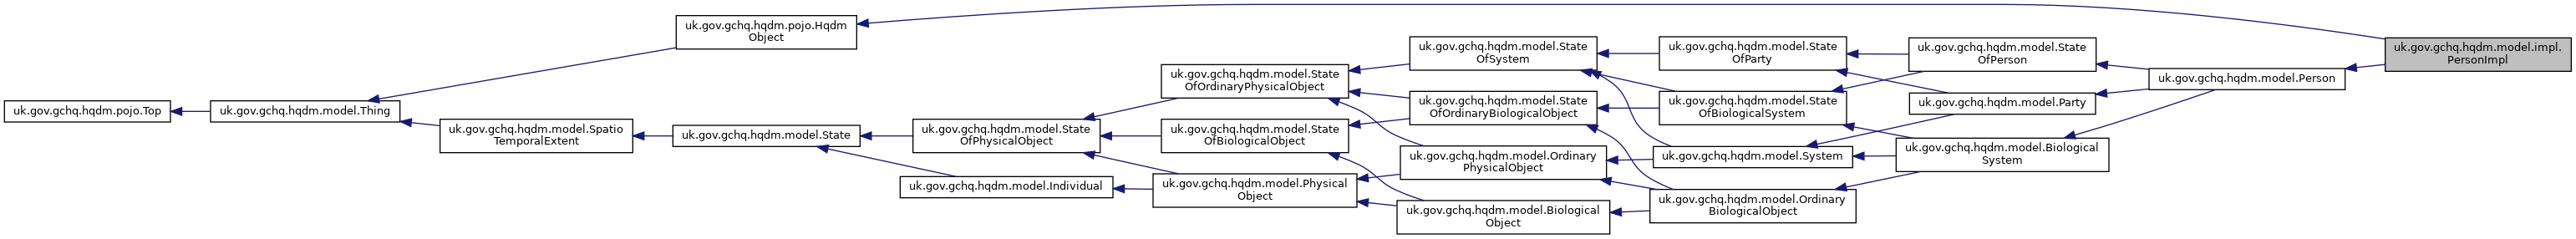 uk.gov.gchq.hqdm.pojo.Top
uk.gov.gchq.hqdm.model.Thing
uk.gov.gchq.hqdm.pojo.Hqdm
Object
uk.gov.gchq.hqdm.model.Spatio
TemporalExtent
uk.gov.gchq.hqdm.model.State
uk.gov.gchq.hqdm.model.State
OfPhysicalObject
uk.gov.gchq.hqdm.model.Individual
uk.gov.gchq.hqdm.model.State
OfOrdinaryPhysicalObject
uk.gov.gchq.hqdm.model.State
OfBiologicalObject
uk.gov.gchq.hqdm.model.Physical
Object
uk.gov.gchq.hqdm.model.State
OfSystem
uk.gov.gchq.hqdm.model.State
OfOrdinaryBiologicalObject
uk.gov.gchq.hqdm.model.Ordinary
PhysicalObject
uk.gov.gchq.hqdm.model.Biological
Object
uk.gov.gchq.hqdm.model.State
OfParty
uk.gov.gchq.hqdm.model.State
OfBiologicalSystem
uk.gov.gchq.hqdm.model.System
uk.gov.gchq.hqdm.model.Ordinary
BiologicalObject
uk.gov.gchq.hqdm.model.State
OfPerson
uk.gov.gchq.hqdm.model.Party
uk.gov.gchq.hqdm.model.Biological
System
uk.gov.gchq.hqdm.model.Person
uk.gov.gchq.hqdm.model.impl.
PersonImpl